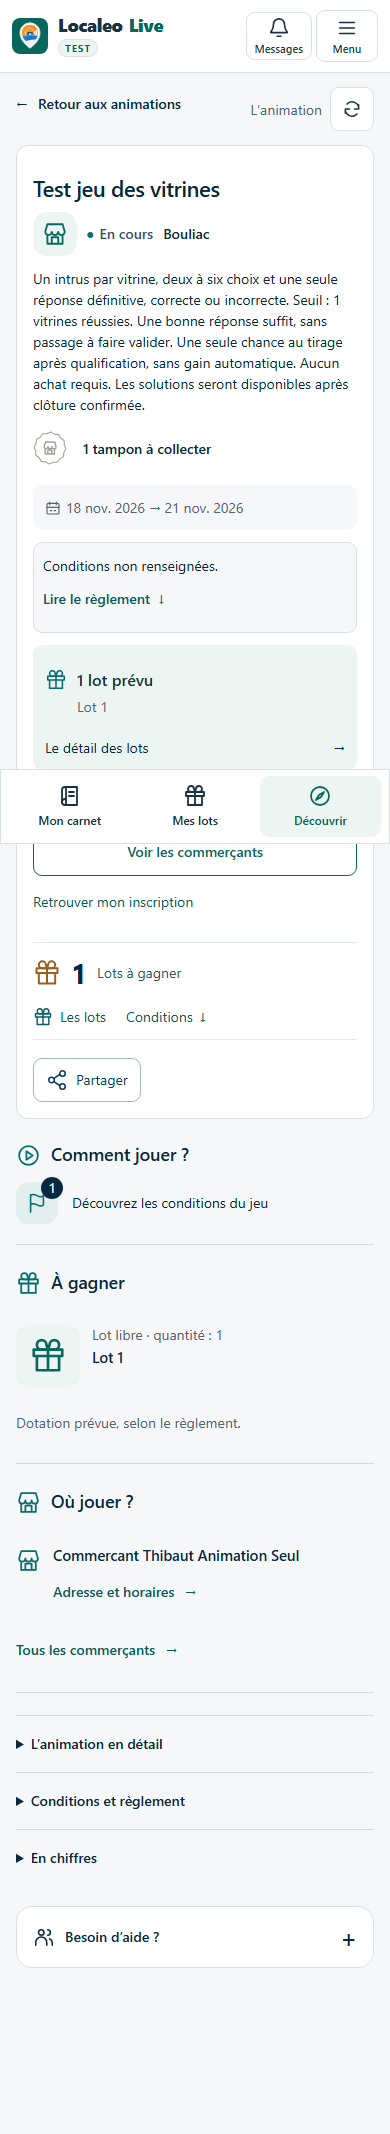 Localeo Live
TEST
Messages
Menu
← Retour aux animations
L’animation
Test jeu des vitrines
• En cours Bouliac
Un intrus par vitrine, deux à six choix et une seule
réponse définitive, correcte ou incorrecte. Seuil : 1
vitrines réussies. Une bonne réponse suffit, sans
passage à faire valider. Une seule chance au tirage
après qualification, sans gain automatique. Aucun
achat requis. Les solutions seront disponibles après
clôture confirmée.
1 tampon à collecter
18 nov. 2026 → 21 nov. 2026
Conditions non renseignées.
Lire le règlement ↓
1 lot prévu
Lot 1
Le détail des lots →
Mon carnet
Mes lots
Découvrir
Voir les commerçants
Retrouver mon inscription
1 Lots à gagner
Les lots
Conditions ↓
Partager
Comment jouer ?
1
Découvrez les conditions du jeu
À gagner
Lot libre · quantité : 1
Lot 1
Dotation prévue, selon le règlement.
Où jouer ?
Commercant Thibaut Animation Seul
Adresse et horaires →
Tous les commerçants →
▶ L’animation en détail
▶ Conditions et règlement
▶ En chiffres
Besoin d’aide ? +